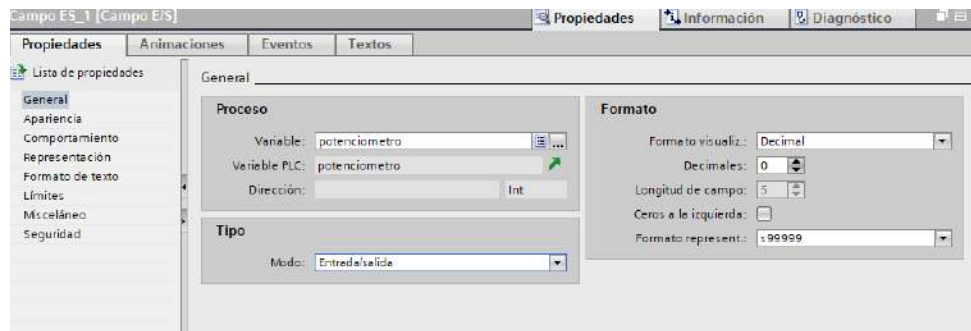 Campo ES_1 [Campo E/S]
Propiedades Información Diagnóstico
Propiedades Animaciones Eventos Textos
Lista de propiedades
General
Apariencia
Comportamiento
Representación
Formato de texto
Límites
Misceláneo
Seguridad
General
Proceso
Variable: potenciometro ...
Variable PLC: potenciometro
Dirección: Int
Tipo
Modo: Entrada/salida
Formato
Formato visualiz.: Decimal
Decimales: 0
Longitud de campo: 5
Ceros a la izquierda:
Formato represent.: s99999